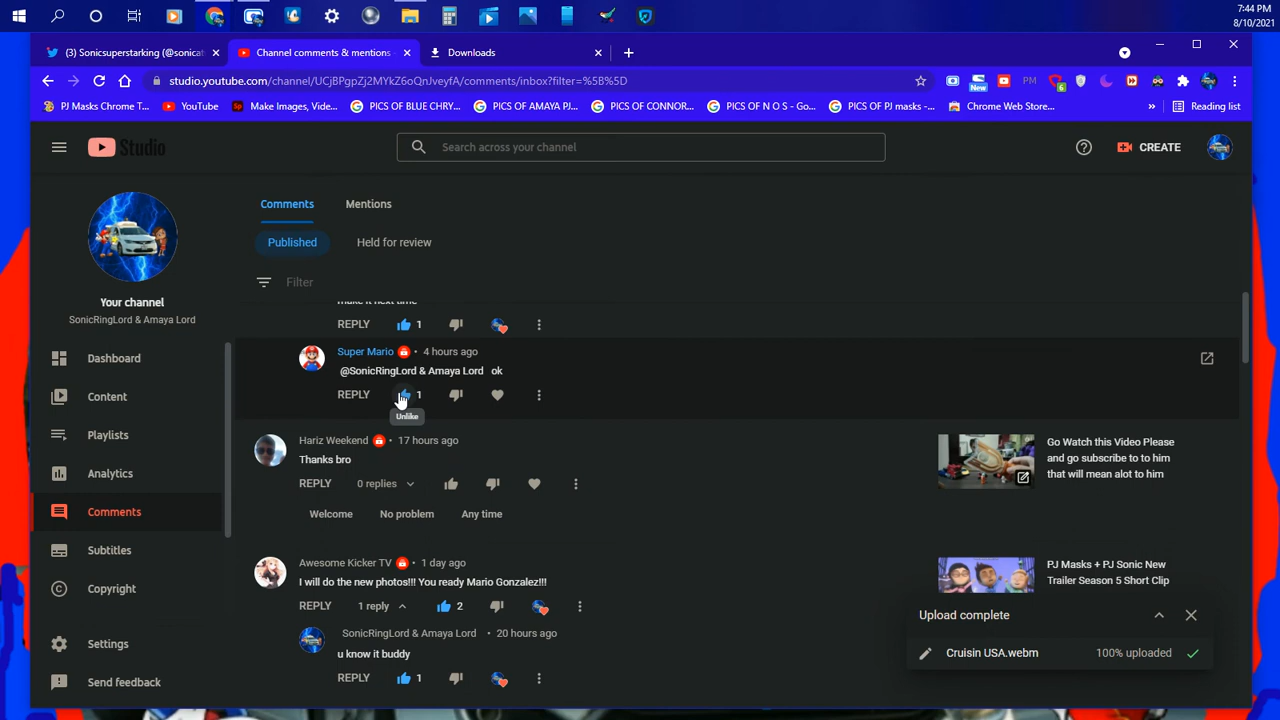 7:44 PM
8/10/2021
(3) Sonicsuperstarking (@sonicat
Channel comments & mentions -
Downloads
studio.youtube.com/channel/UCjBPgpZj2MYkZ6oQnJveyfA/comments/inbox?filter=%5B%5D
New
PM
6
PJ Masks Chrome T...
YouTube
Make Images, Vide...
PICS OF BLUE CHRY...
PICS OF AMAYA PJ...
PICS OF CONNOR...
PICS OF N O S - Go...
PICS OF PJ masks -...
Chrome Web Store...
»
Reading list
Studio
Search across your channel
CREATE
Your channel
SonicRingLord & Amaya Lord
Dashboard
Content
Playlists
Analytics
Comments
Subtitles
Copyright
Settings
Send feedback
Comments
Mentions
Published
Held for review
Filter
make it next time
REPLY
1
Super Mario • 4 hours ago
@SonicRingLord & Amaya Lord ok
REPLY
1
Unlike
Hariz Weekend • 17 hours ago
Thanks bro
REPLY
0 replies
Welcome
No problem
Any time
Go Watch this Video Please
and go subscribe to to him
that will mean alot to him
Awesome Kicker TV • 1 day ago
I will do the new photos!!! You ready Mario Gonzalez!!!
REPLY
1 reply
2
PJ Masks + PJ Sonic New
Trailer Season 5 Short Clip
SonicRingLord & Amaya Lord • 20 hours ago
u know it buddy
REPLY
1
Upload complete
Cruisin USA.webm
100% uploaded